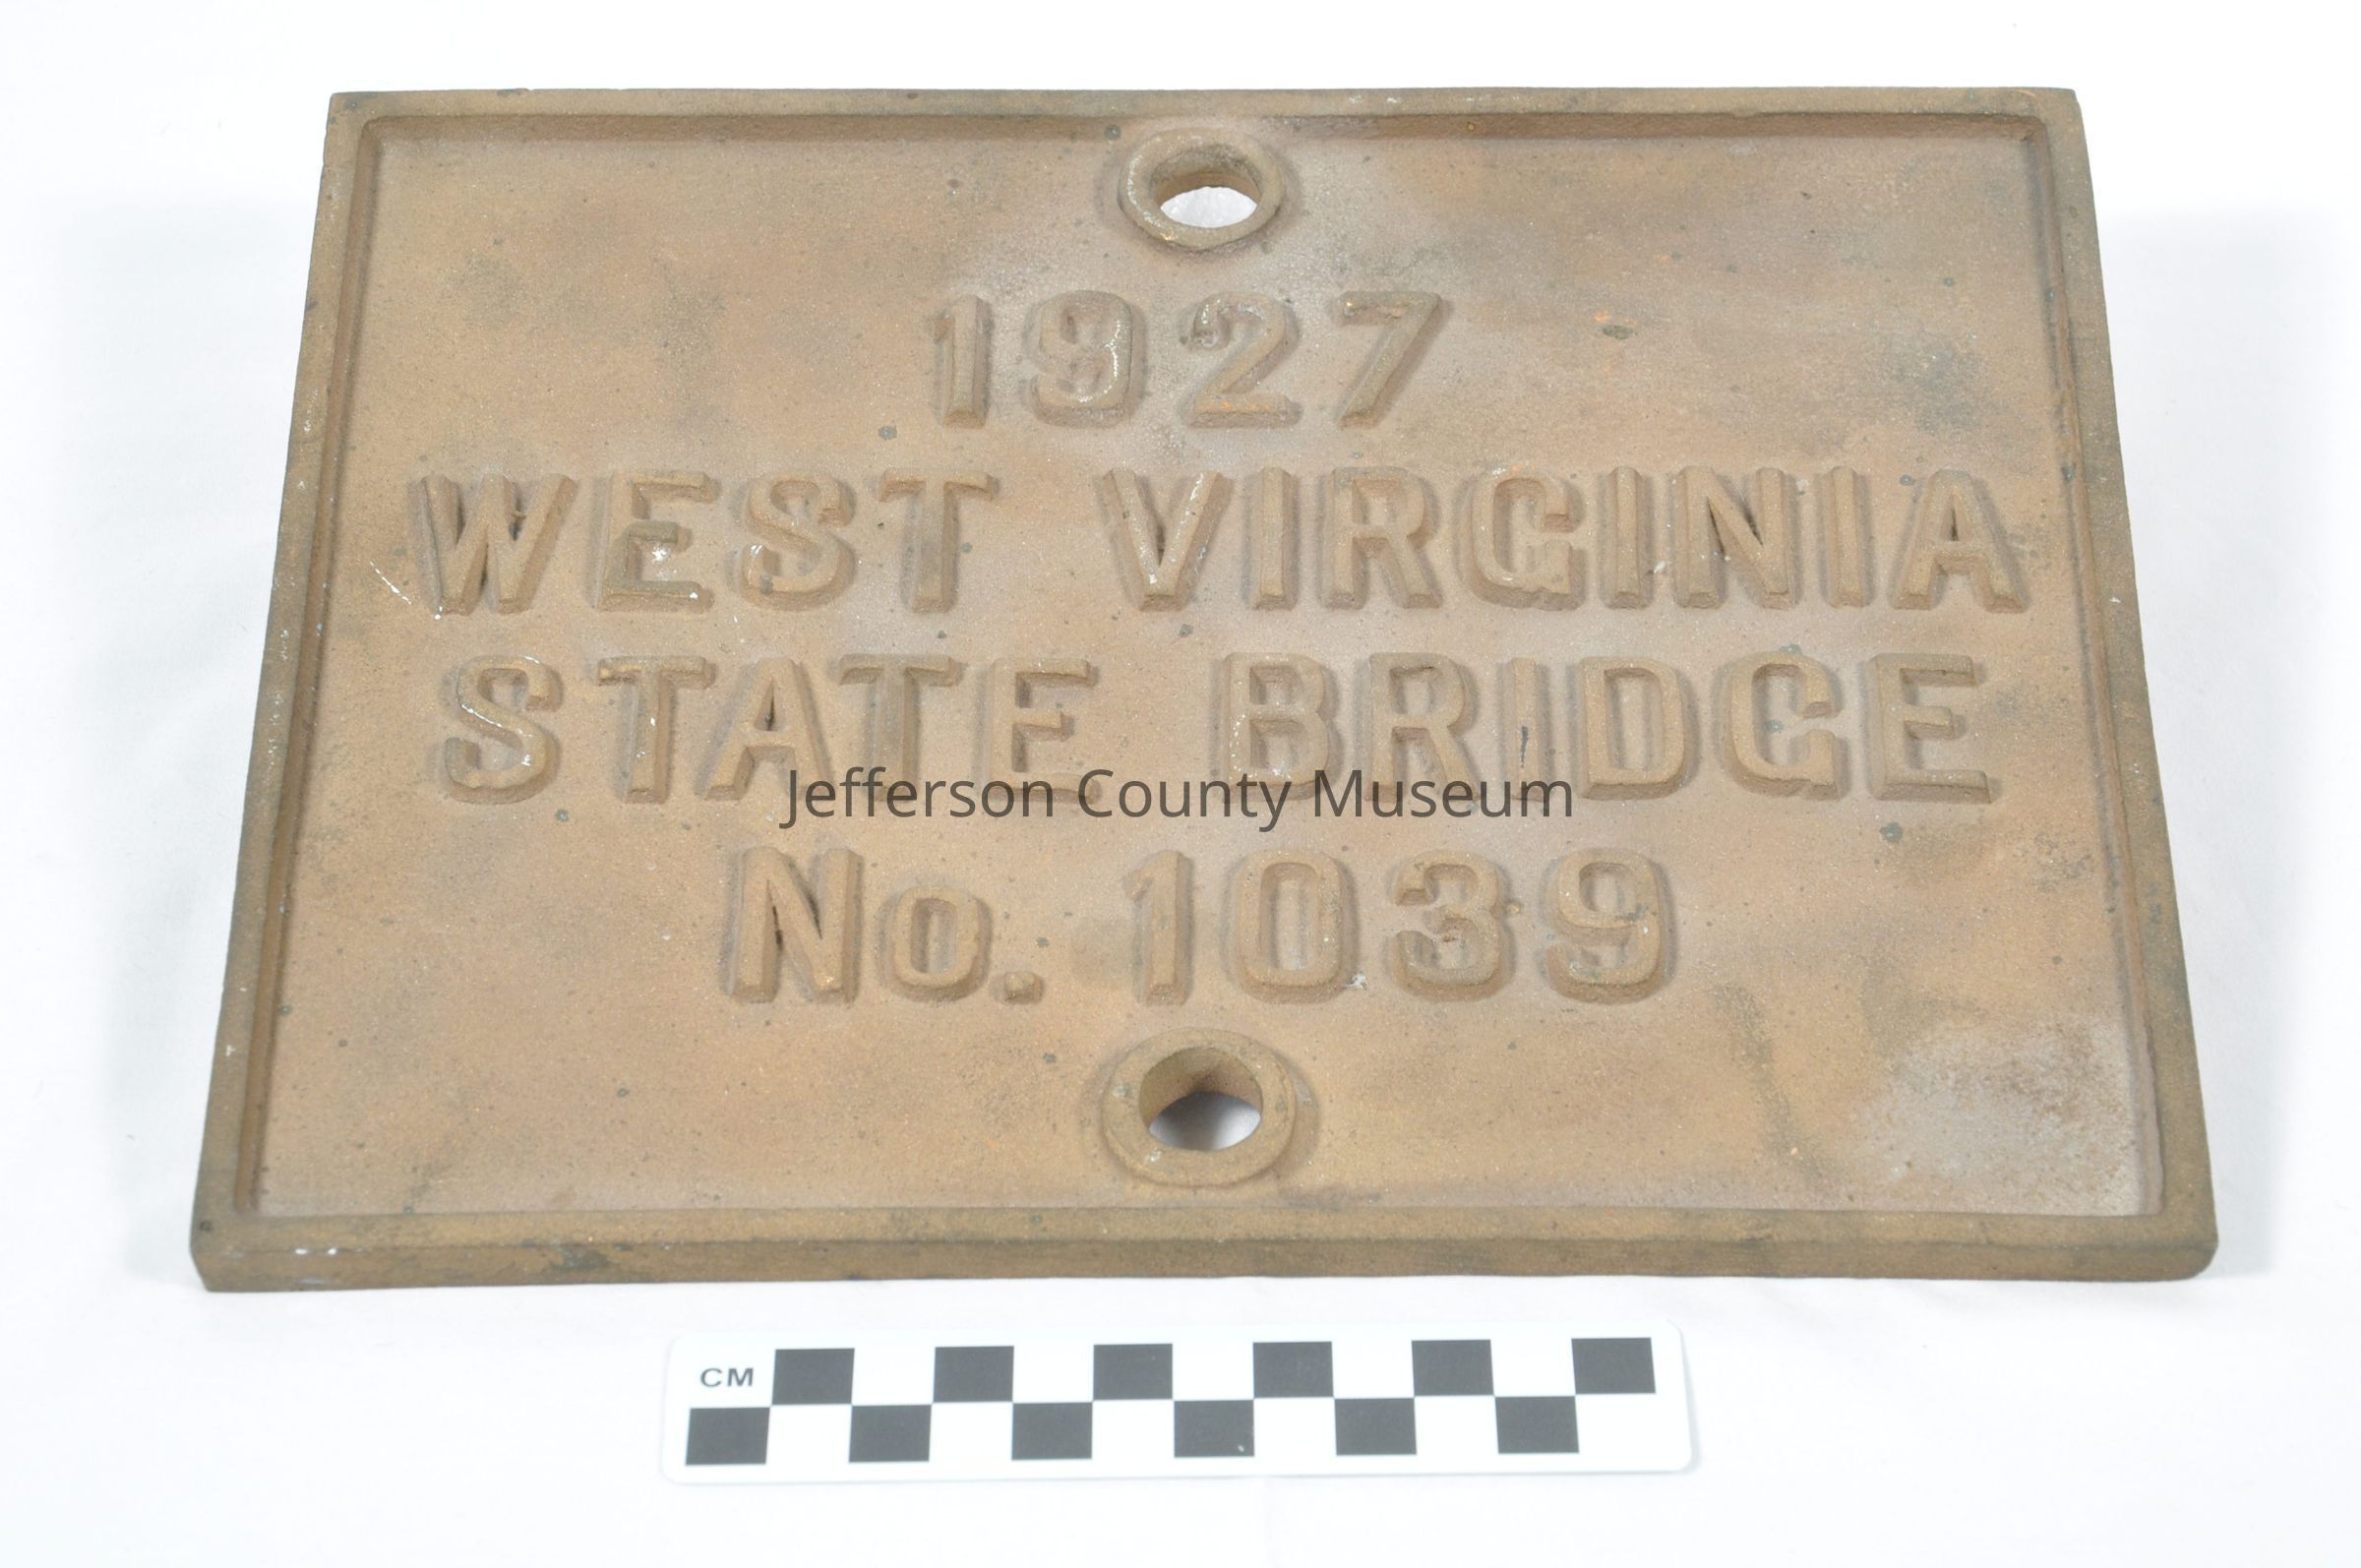 1927
WEST VIRGINIA
STATE BRIDGE
Jefferson County Museum
No. 1039
CM